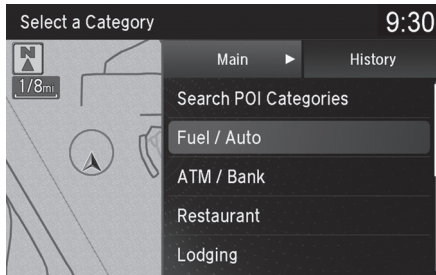 Select a Category
9:30
N
1/8mi
Main
History
Search POI Categories
Fuel / Auto
ATM / Bank
Restaurant
Lodging